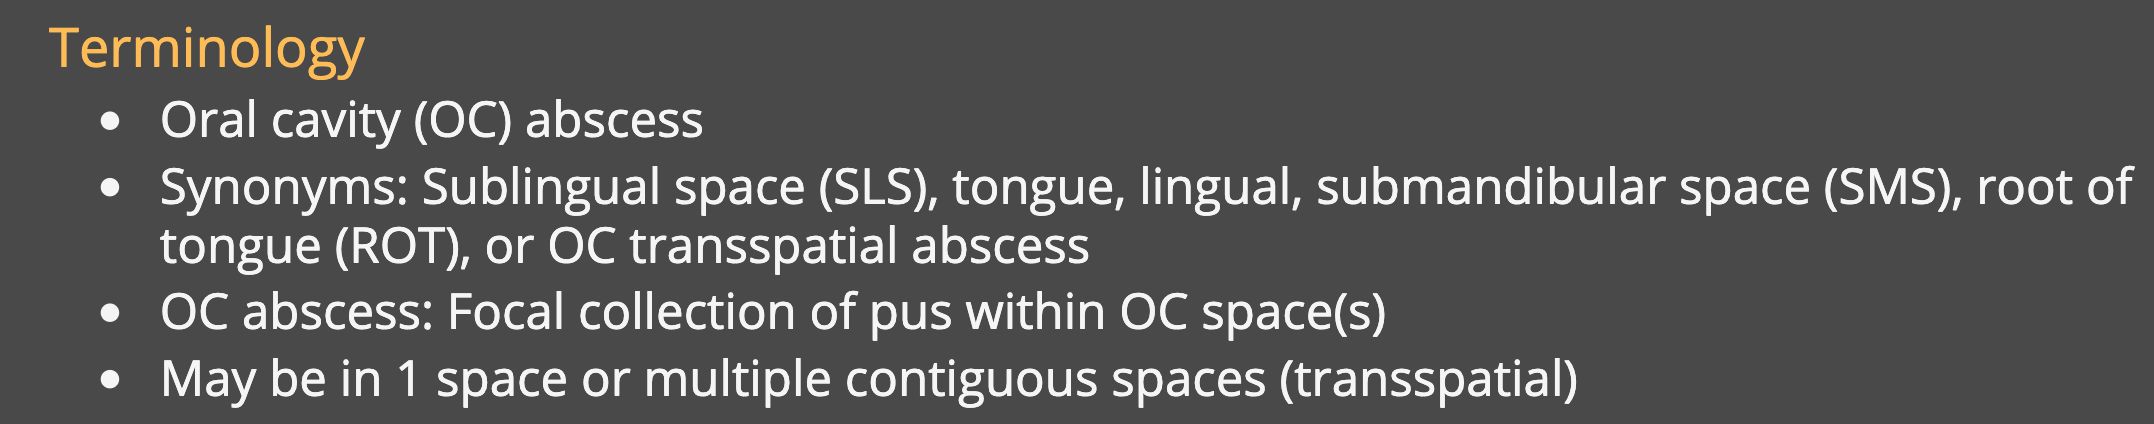 Terminology
• Oral cavity (OC) abscess
• Synonyms: Sublingual space (SLS), tongue, lingual, submandibular space (SMS), root of
tongue (ROT), or OC transspatial abscess
• OC abscess: Focal collection of pus within OC space(s)
• May be in 1 space or multiple contiguous spaces (transspatial)